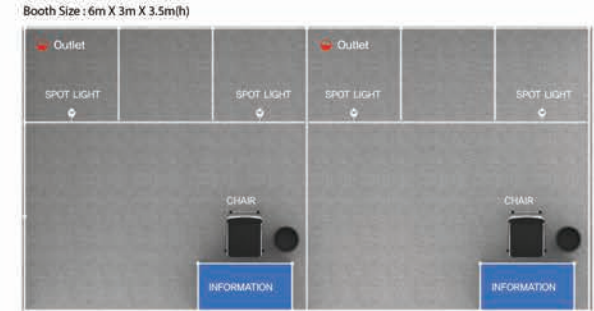 Booth Size : 6m X 3m X 3.5m(h)
Outlet
Outlet
SPOT LIGHT
SPOT LIGHT
SPOT LIGHT
SPOT LIGHT
CHAIR
CHAIR
INFORMATION
INFORMATION